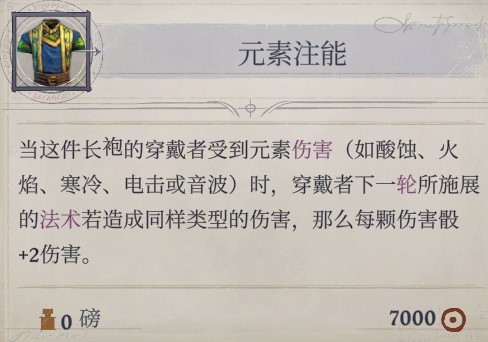 元素注能
当这件长袍的穿戴者受到元素伤害（如酸蚀、火
焰、寒冷、电击或音波）时，穿戴者下一轮所施展
的法术若造成同样类型的伤害，那么每颗伤害骰
+2伤害。
0 磅
7000